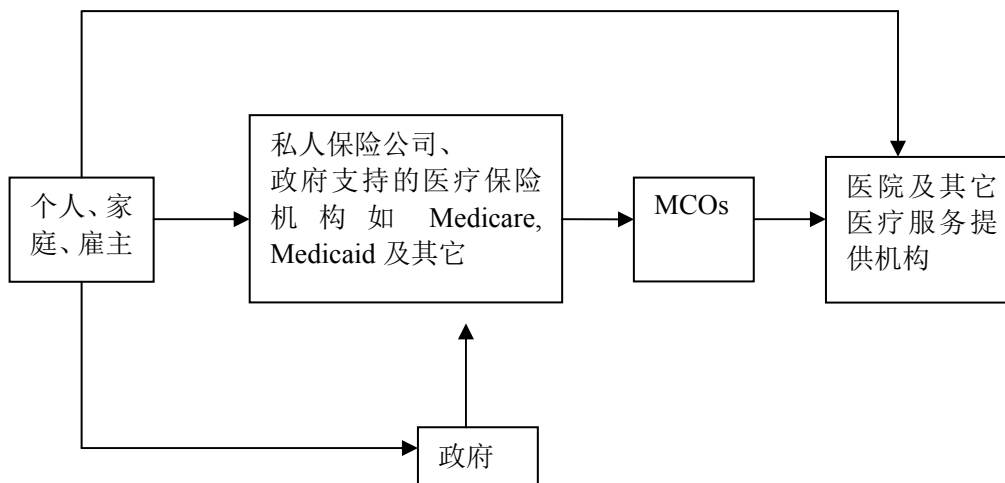 个人、家
庭、雇主
私人保险公司、
政府支持的医疗保险
机构如 Medicare,
Medicaid 及其它
MCOs
医院及其它
医疗服务提
供机构
政府